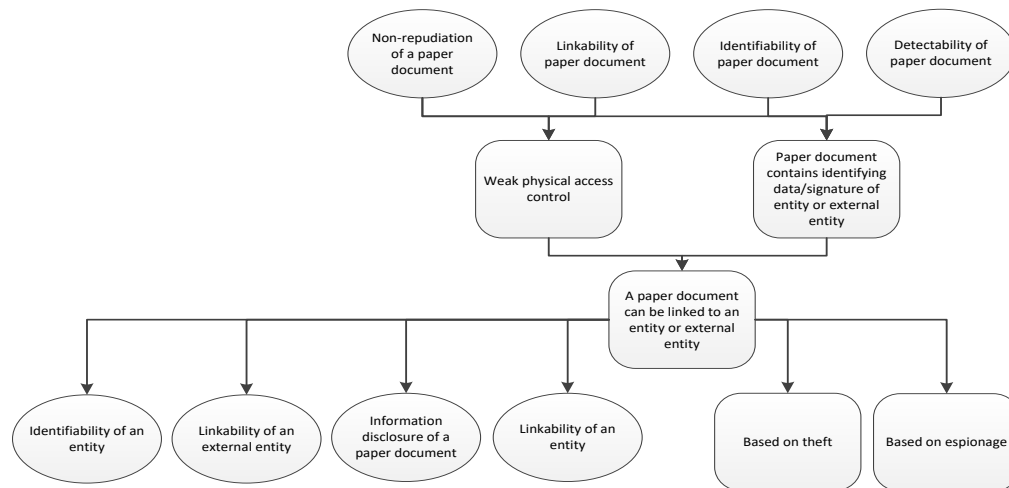 Non-repudiation
of a paper
document
Linkability of
paper document
Identifiability of
paper document
Detectability of
paper document
Weak physical access
control
Paper document
contains identifying
data/signature of
entity or external
entity
A paper document
can be linked to an
entity or external
entity
Identifiability of an
entity
Linkability of an
external entity
Information
disclosure of a
paper document
Linkability of an
entity
Based on theft
Based on espionage